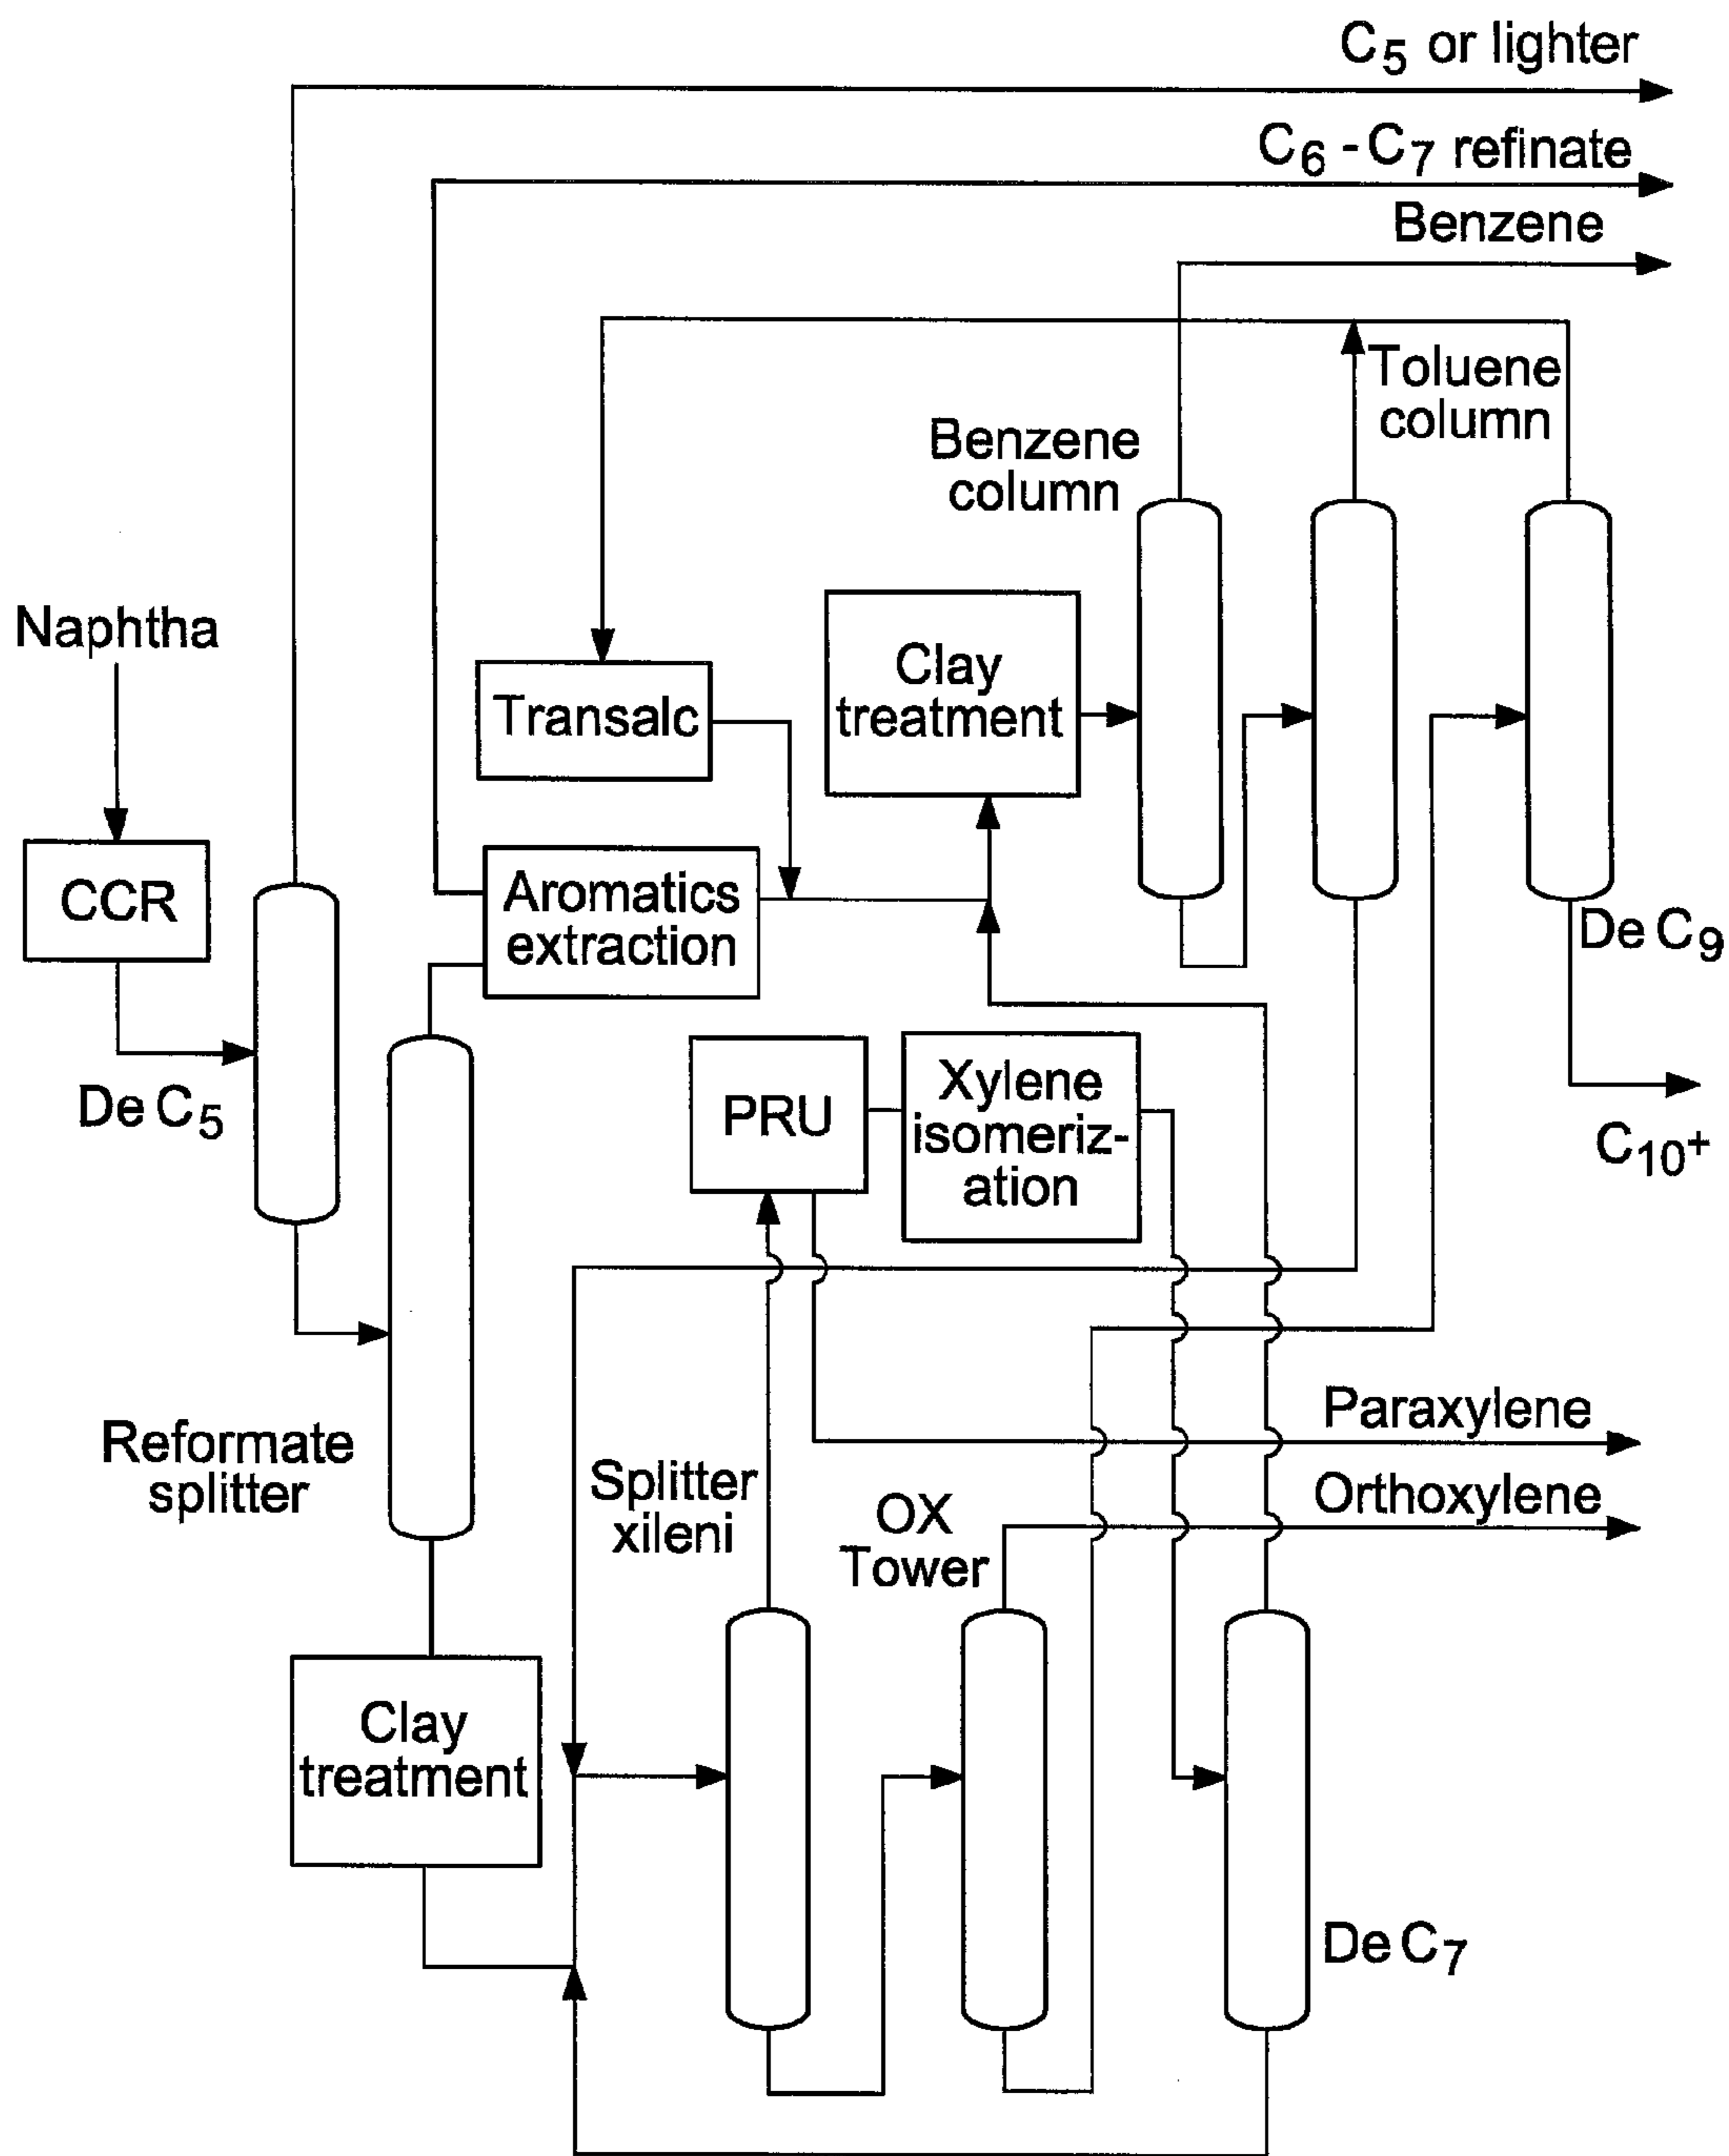 C5 or lighter
C6 - C7 refinate
Benzene
Toluene
column
Benzene
column
Naphtha
Clay
treatment
Transalc
CCR
Aromatics
extraction
De C9
De C5
PRU
Xylene
isomeriz-
ation
C10+
Paraxylene
Reformate
splitter
Splitter
xileni
OX
Tower
Orthoxylene
Clay
treatment
De C7